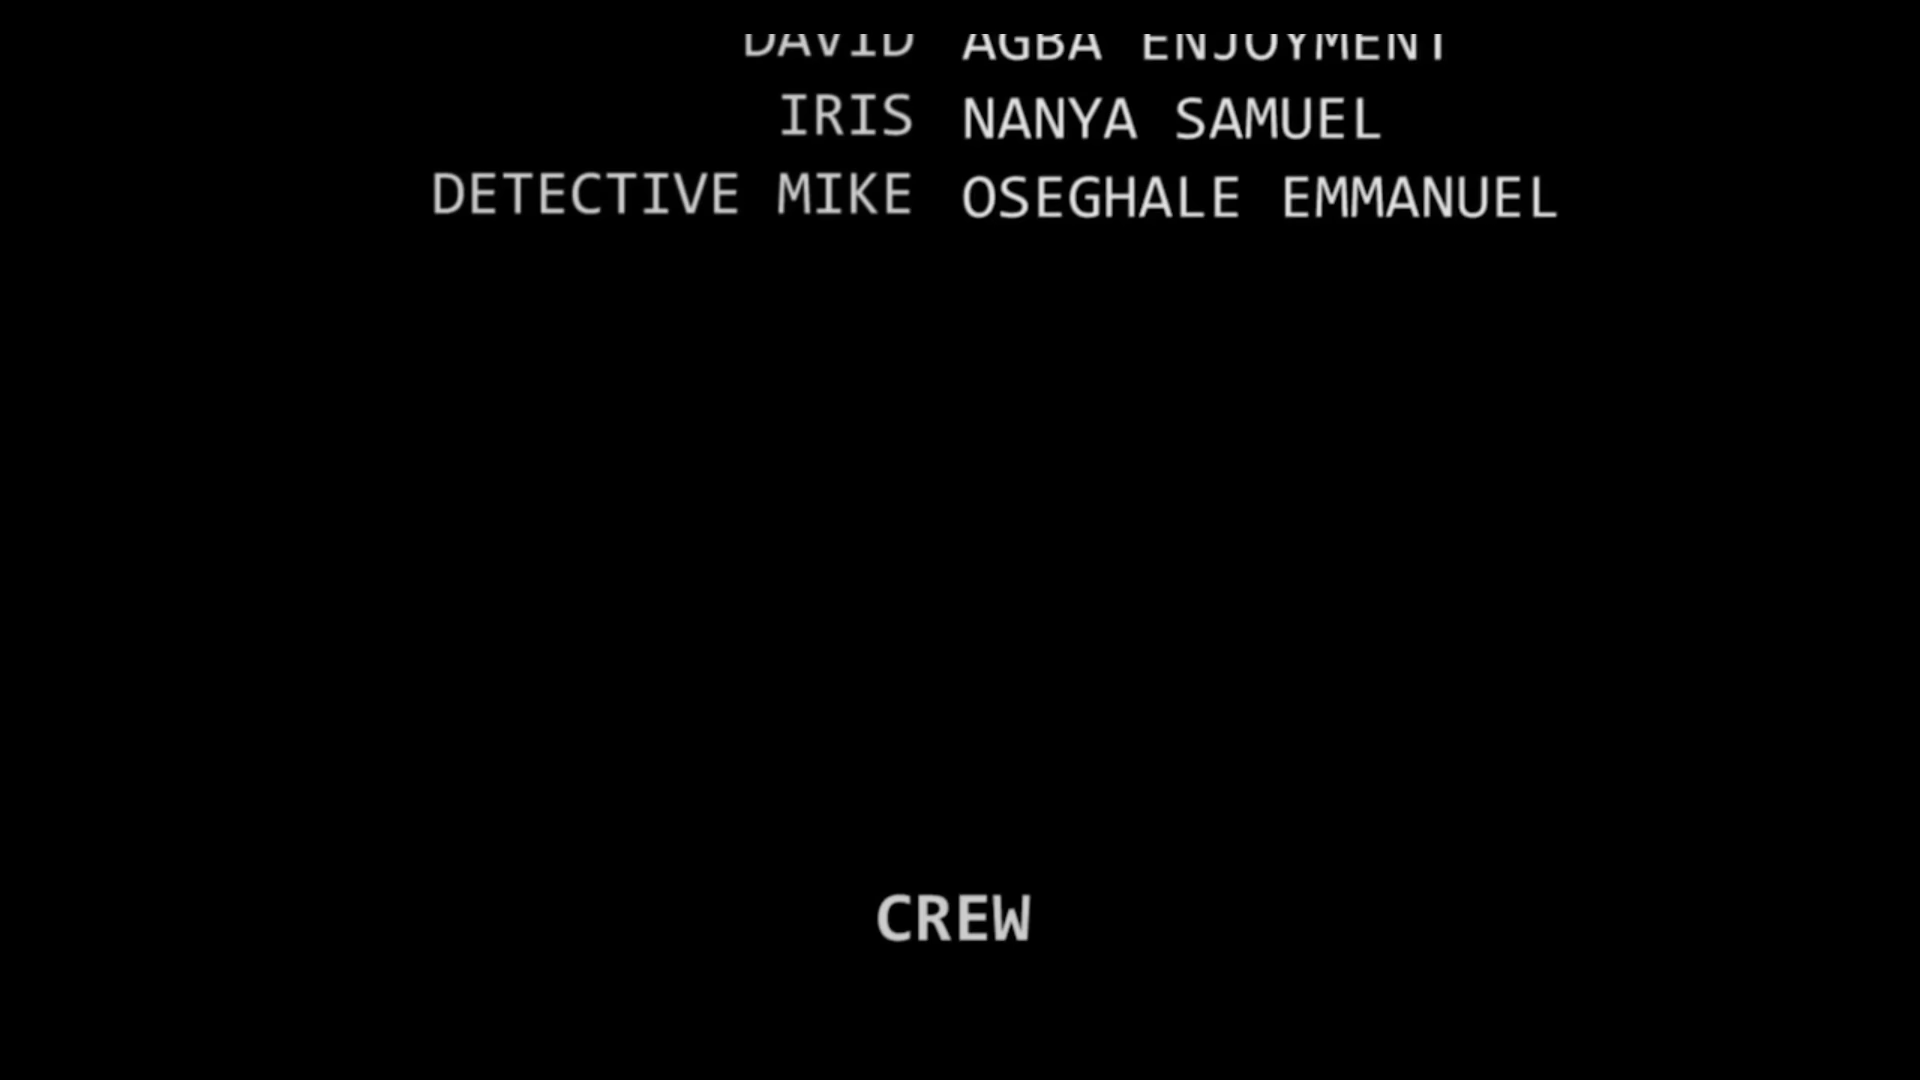 DAVID AGBA ENJOYMENT
IRIS NANYA SAMUEL
DETECTIVE MIKE OSEGHALE EMMANUEL
CREW